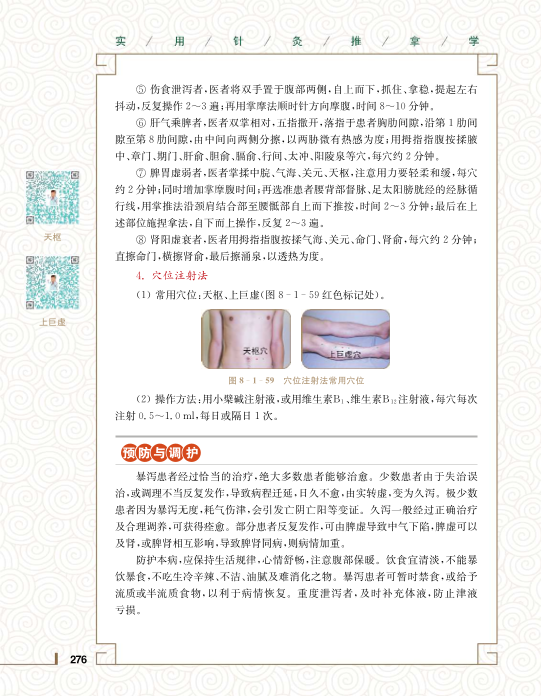 实 / 用 / 针 / 灸 / 推 / 拿 / 学
⑤ 伤食泄泻者,医者将双手置于腹部两侧,自上而下,抓住、拿稳,提起左右
抖动,反复操作 2～3 遍;再用掌摩法顺时针方向摩腹,时间 8～10 分钟。
⑥ 肝气乘脾者,医者双掌相对,五指撒开,落指于患者胸肋间隙,沿第 1 肋间
隙至第 8 肋间隙,由中间向两侧分擦,以两胁微有热感为度;用拇指指腹按揉腋
中、章门、期门、肝俞、胆俞、膈俞、行间、太冲、阳陵泉等穴,每穴约 2 分钟。
⑦ 脾胃虚弱者,医者掌揉中脘、气海、关元、天枢,注意用力要轻柔和缓,每穴
约 2 分钟;同时增加掌摩腹时间;再选准患者腰背部督脉、足太阳膀胱经的经脉循
行线,用掌推法沿颈肩结合部至腰骶部自上而下推按,时间 2～3 分钟;最后在上
述部位施捏拿法,自下而上操作,反复 2～3 遍。
⑧ 肾阳虚衰者,医者用拇指指腹按揉气海、关元、命门、肾俞,每穴约 2 分钟;
直擦命门,横擦肾俞,最后擦涌泉,以透热为度。
天枢
上巨虚
4. 穴位注射法
(1) 常用穴位:天枢、上巨虚(图 8-1-59 红色标记处)。
天枢穴
上巨虚穴
图 8-1-59 穴位注射法常用穴位
(2) 操作方法:用小檗碱注射液,或用维生素B₁、维生素B₁₂注射液,每穴每次
注射 0.5～1.0 ml,每日或隔日 1 次。
预防与调护
暴泻患者经过恰当的治疗,绝大多数患者能够治愈。少数患者由于失治误
治,或调理不当反复发作,导致病程迁延,日久不愈,由实转虚,变为久泻。极少数
患者因为暴泻无度,耗气伤津,会引发亡阴亡阳等变证。久泻一般经过正确治疗
及合理调养,可获得痊愈。部分患者反复发作,可由脾虚导致中气下陷,脾虚可以
及肾,或脾肾相互影响,导致脾肾同病,则病情加重。
防护本病,应保持生活规律,心情舒畅,注意腹部保暖。饮食宜清淡,不能暴
饮暴食,不吃生冷辛辣、不洁、油腻及难消化之物。暴泻患者可暂时禁食,或给予
流质或半流质食物,以利于病情恢复。重度泄泻者,及时补充体液,防止津液
亏损。
276